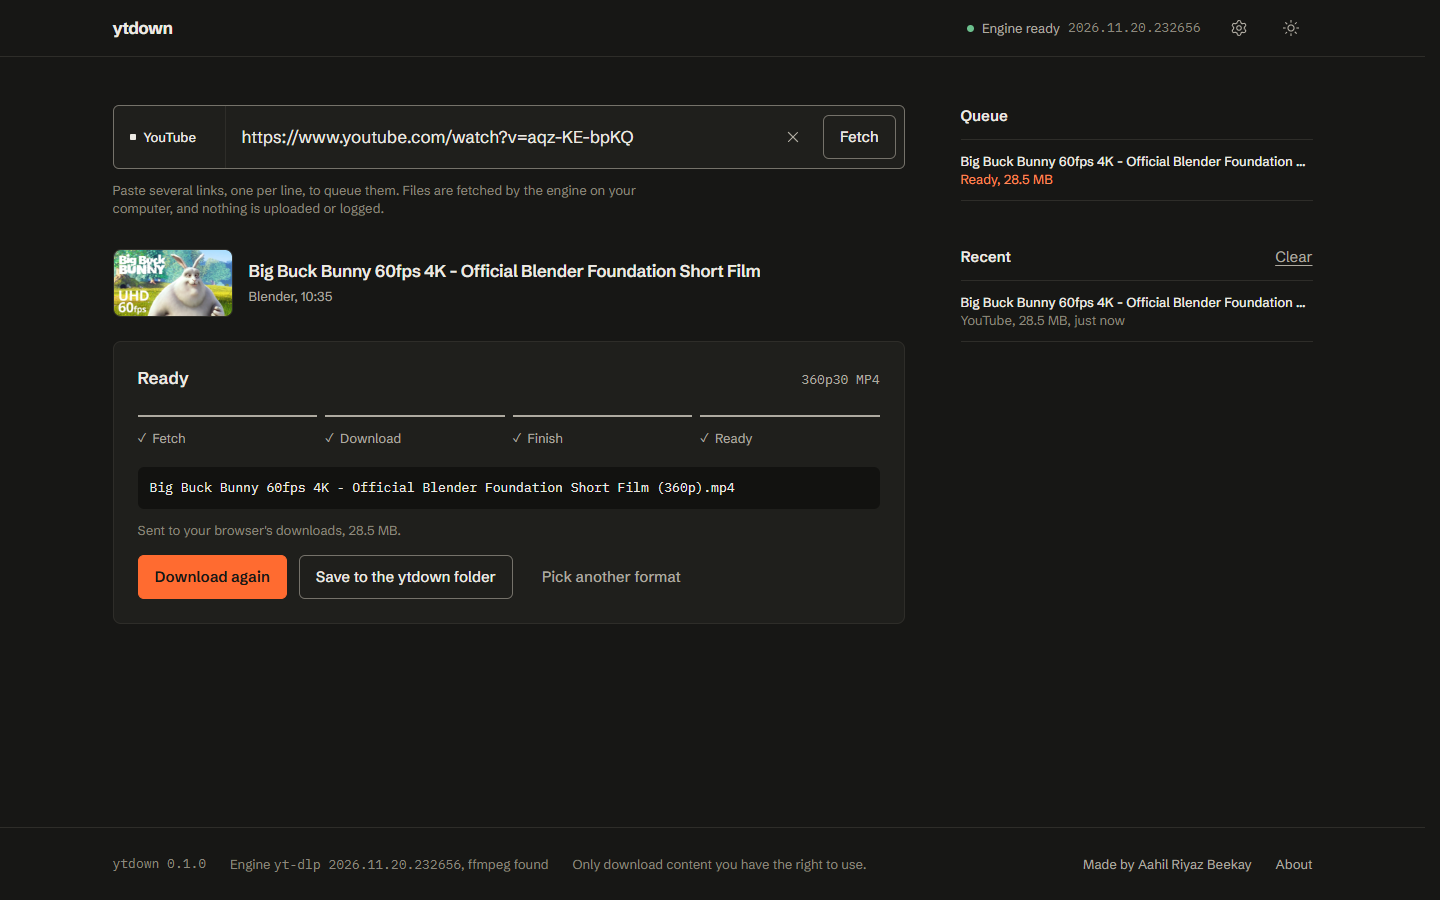 ytdown
Engine ready 2026.11.20.232656
YouTube
https://www.youtube.com/watch?v=aqz-KE-bpKQ
Fetch
Paste several links, one per line, to queue them. Files are fetched by the engine on your
computer, and nothing is uploaded or logged.
Big Buck
BUNNY
UHD
60fps
Big Buck Bunny 60fps 4K - Official Blender Foundation Short Film
Blender, 10:35
Ready
360p30 MP4
✓ Fetch
✓ Download
✓ Finish
✓ Ready
Big Buck Bunny 60fps 4K - Official Blender Foundation Short Film (360p).mp4
Sent to your browser's downloads, 28.5 MB.
Download again
Save to the ytdown folder
Pick another format
Queue
Big Buck Bunny 60fps 4K - Official Blender Foundation ...
Ready, 28.5 MB
Recent
Clear
Big Buck Bunny 60fps 4K - Official Blender Foundation ...
YouTube, 28.5 MB, just now
ytdown 0.1.0
Engine yt-dlp 2026.11.20.232656, ffmpeg found
Only download content you have the right to use.
Made by Aahil Riyaz Beekay
About